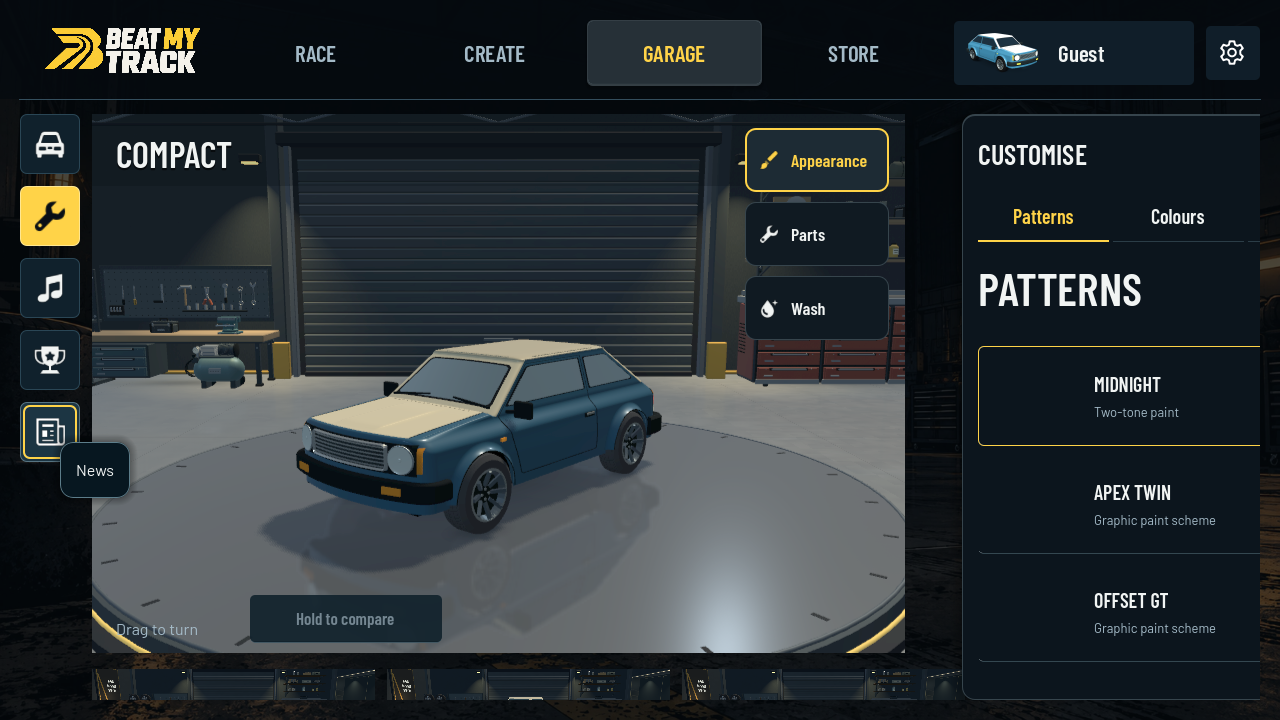 BEAT MY
TRACK
RACE
CREATE
GARAGE
STORE
Guest
COMPACT
Appearance
Parts
Wash
CUSTOMISE
Patterns
Colours
PATTERNS
MIDNIGHT
Two-tone paint
APEX TWIN
Graphic paint scheme
OFFSET GT
Graphic paint scheme
News
Hold to compare
Drag to turn